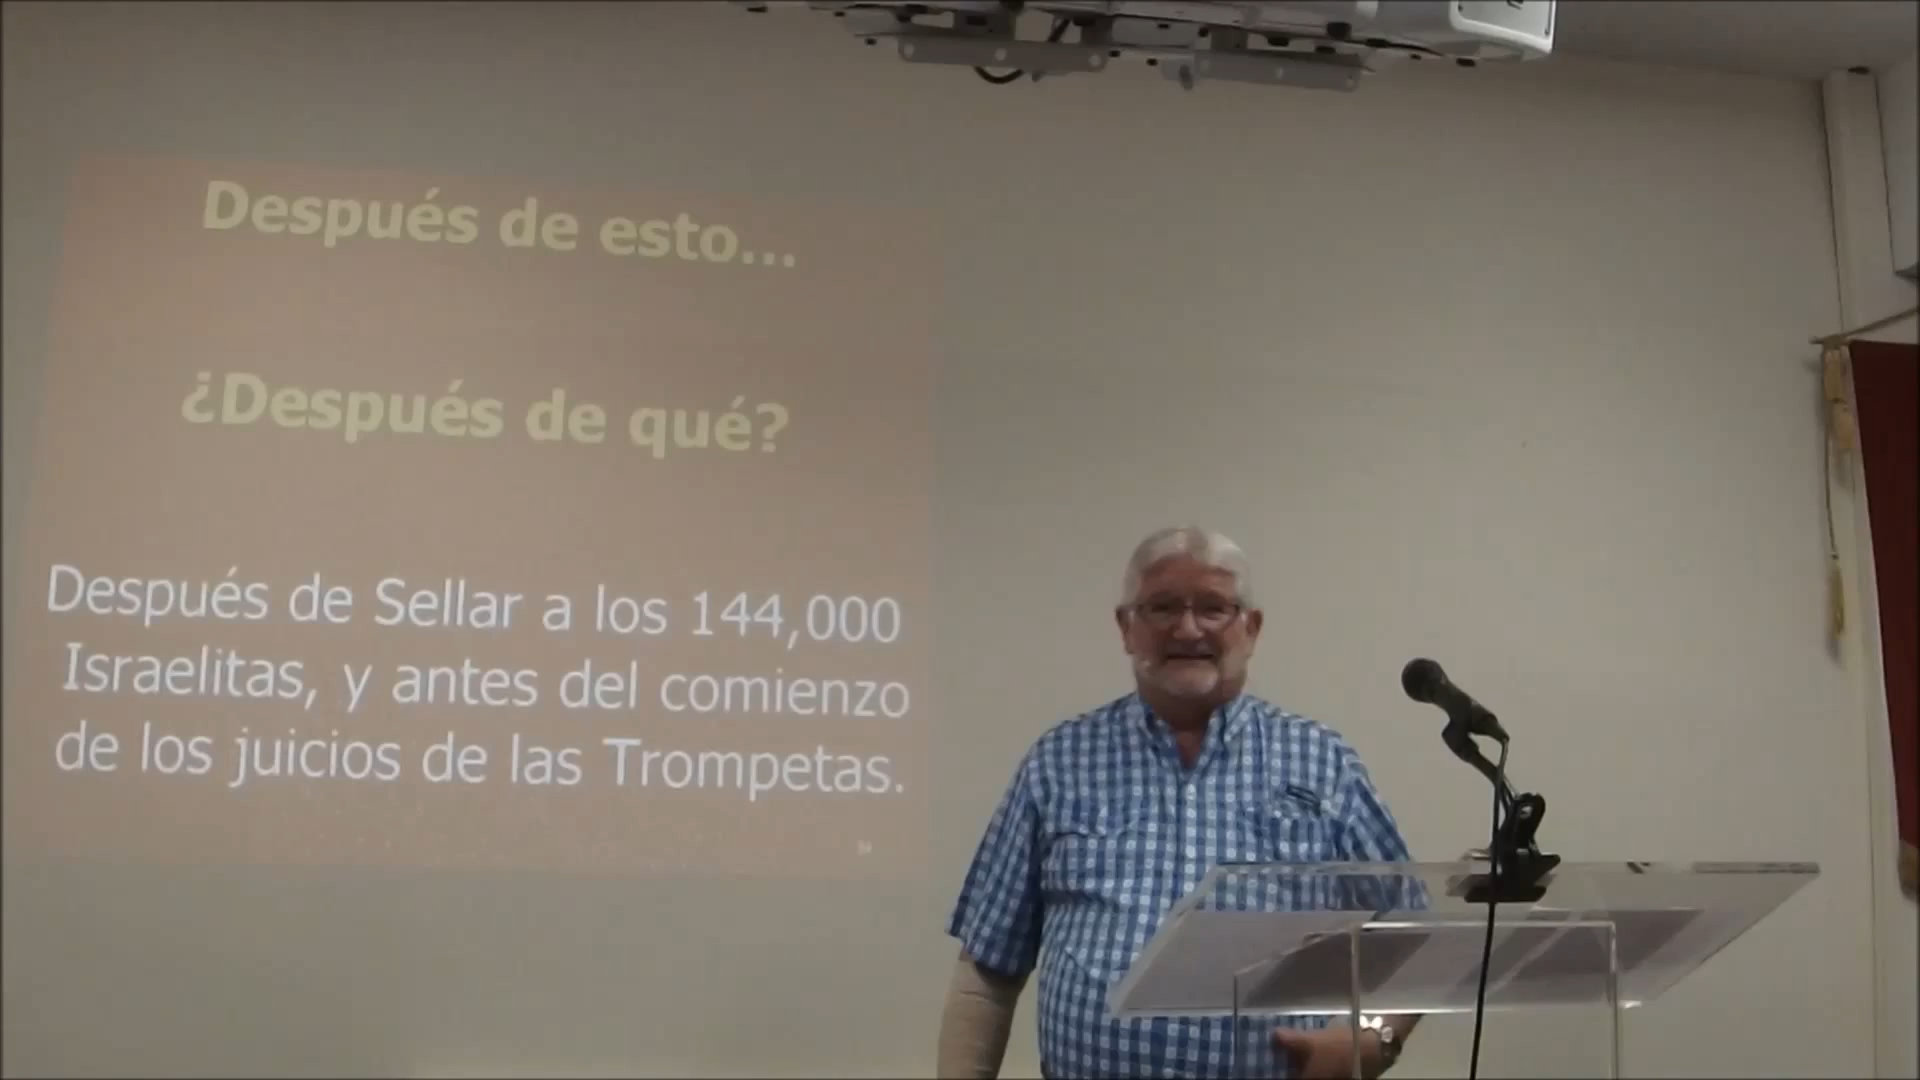 Después de esto...
¿Después de qué?
Después de Sellar a los 144,000
Israelitas, y antes del comienzo
de los juicios de las Trompetas.